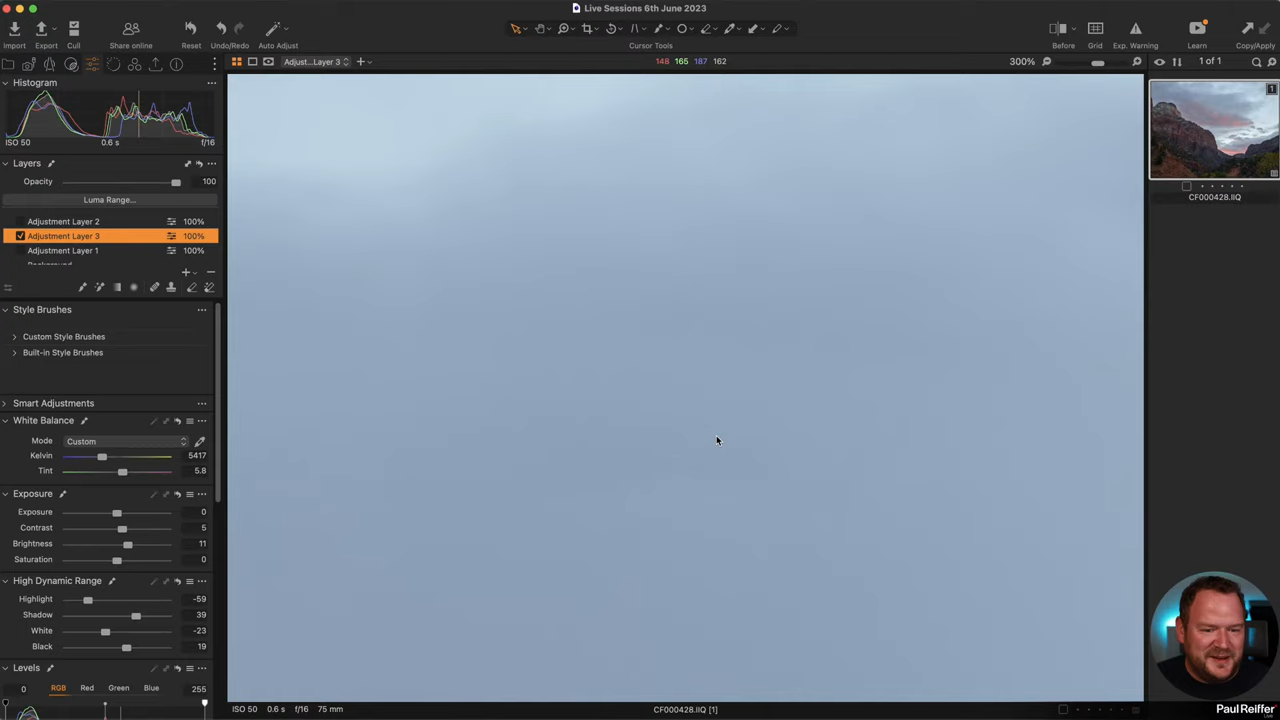 Live Sessions 6th June 2023
Import Export Cull Share online Reset Undo/Redo Auto Adjust Cursor Tools Before Grid Exp. Warning Learn Copy/Apply
Adjust...Layer 3 148 165 187 162 300% 1 of 1
Histogram
ISO 50 0.6 s f/16
Layers
Opacity 100
Luma Range...
Adjustment Layer 2 100%
Adjustment Layer 3 100%
Adjustment Layer 1 100%
Style Brushes
Custom Style Brushes
Built-in Style Brushes
Smart Adjustments
White Balance
Mode Custom
Kelvin 5417
Tint 5.8
Exposure
Exposure 0
Contrast 5
Brightness 11
Saturation 0
High Dynamic Range
Highlight -59
Shadow 39
White -23
Black 19
Levels
0 RGB Red Green Blue 255
ISO 50 0.6 s f/16 75 mm CF000428.IIQ [1]
1
CF000428.IIQ
Paul Reiffer
Live